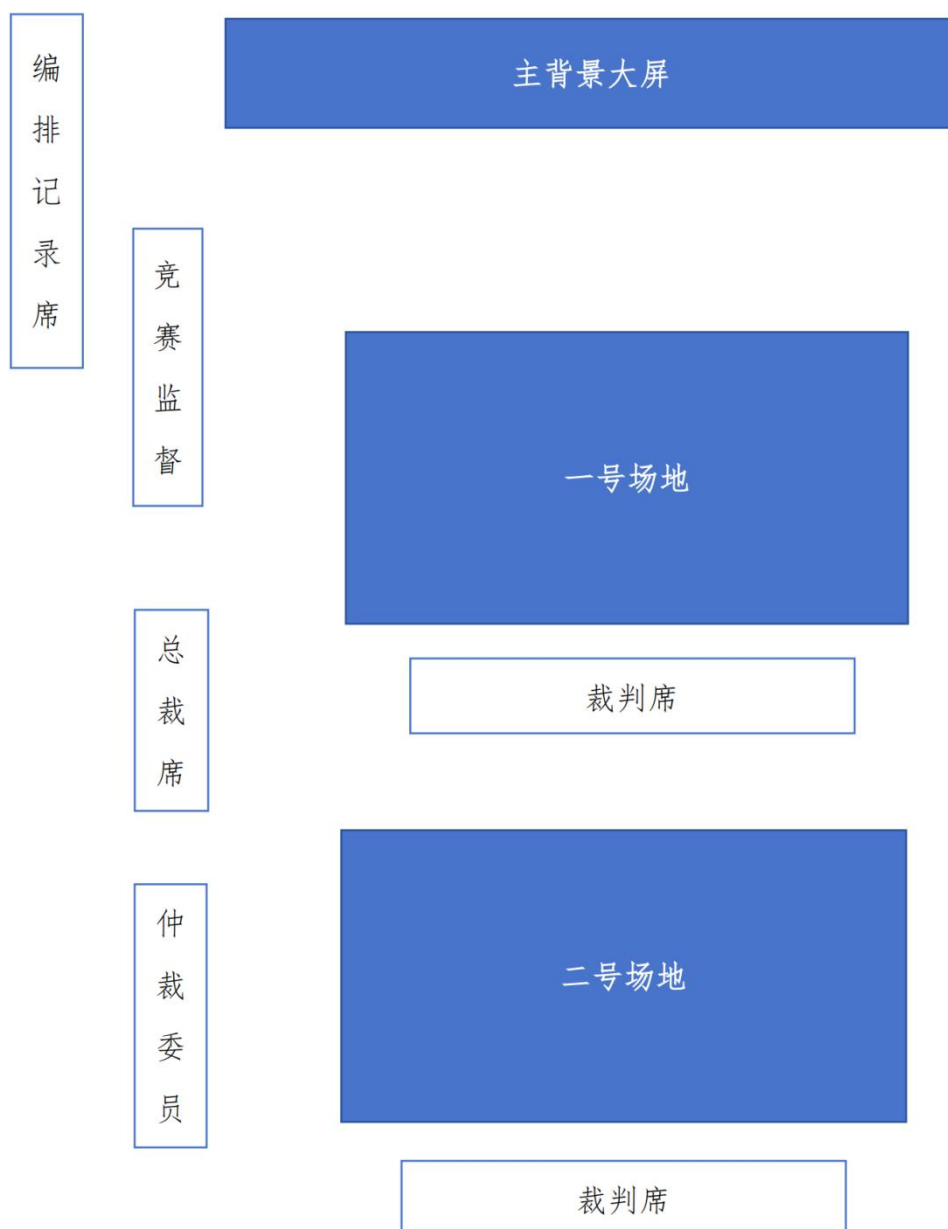 编排记录席
主背景大屏
竞赛监督
一号场地
总裁席
裁判席
仲裁委员
二号场地
裁判席